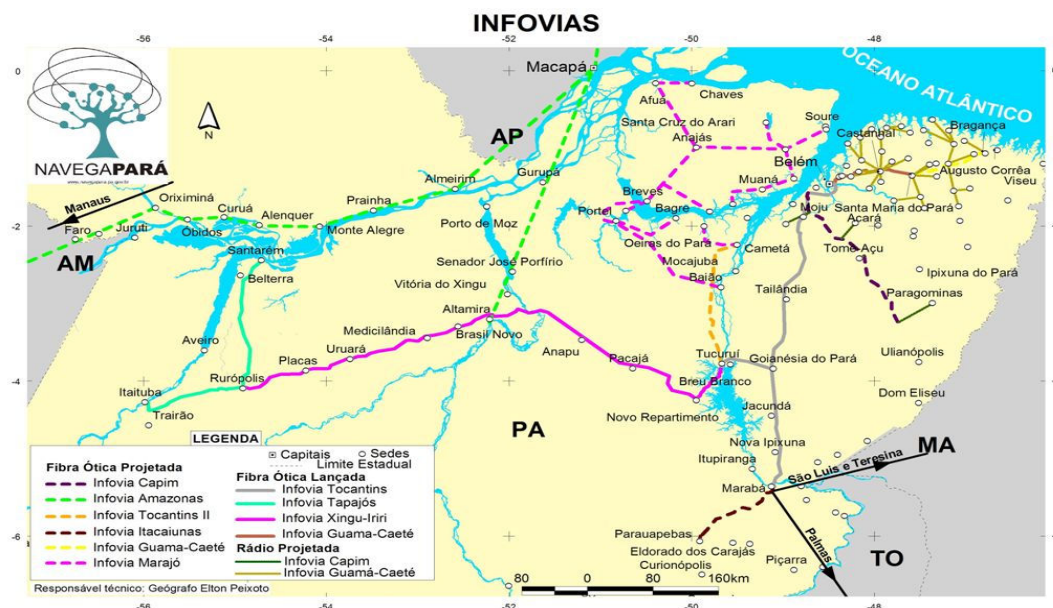 INFOVIAS
-56
-54
-52
-50
-48
0
-2
-4
-6
NAVEGAPARÁ
www.navegapara.pa.gov.br
N
OCEANO ATLÂNTICO
AP
AM
PA
MA
TO
Macapá
Afuá
Chaves
Santa Cruz do Arari
Anajás
Soure
Castanhal
Bragança
Belém
Augusto Corrêa
Viseu
Muaná
Gurupá
Almeirim
Prainha
Breves
Portel
Bagre
Moju
Santa Maria do Pará
Acará
Manaus
Oriximiná
Curuá
Alenquer
Faro
Juruti
Óbidos
Monte Alegre
Porto de Moz
Oeiras do Pará
Cametá
Tomé Açu
Mocajuba
Santarém
Belterra
Senador José Porfírio
Baião
Ipixuna do Pará
Vitória do Xingu
Tailândia
Paragominas
Altamira
Medicilândia
Brasil Novo
Uruará
Anapu
Placas
Aveiro
Pacajá
Tucuruí
Goianésia do Pará
Ulianópolis
Rurópolis
Breu Branco
Itaituba
Trairão
Novo Repartimento
Jacundá
Dom Eliseu
Nova Ipixuna
Itupiranga
São Luis e Teresina
Marabá
Parauapebas
Palmas
Eldorado dos Carajás
Curionópolis
Piçarra
LEGENDA
Capitais
Sedes
Limite Estadual
Fibra Ótica Projetada
Infovia Capim
Infovia Amazonas
Infovia Tocantins II
Infovia Itacaiunas
Infovia Guama-Caeté
Infovia Marajó
Fibra Ótica Lançada
Infovia Tocantins
Infovia Tapajós
Infovia Xingu-Iriri
Infovia Guama-Caeté
Rádio Projetada
Infovia Capim
Infovia Guamá-Caeté
Responsável técnico: Geógrafo Elton Peixoto
80 0 80 160km